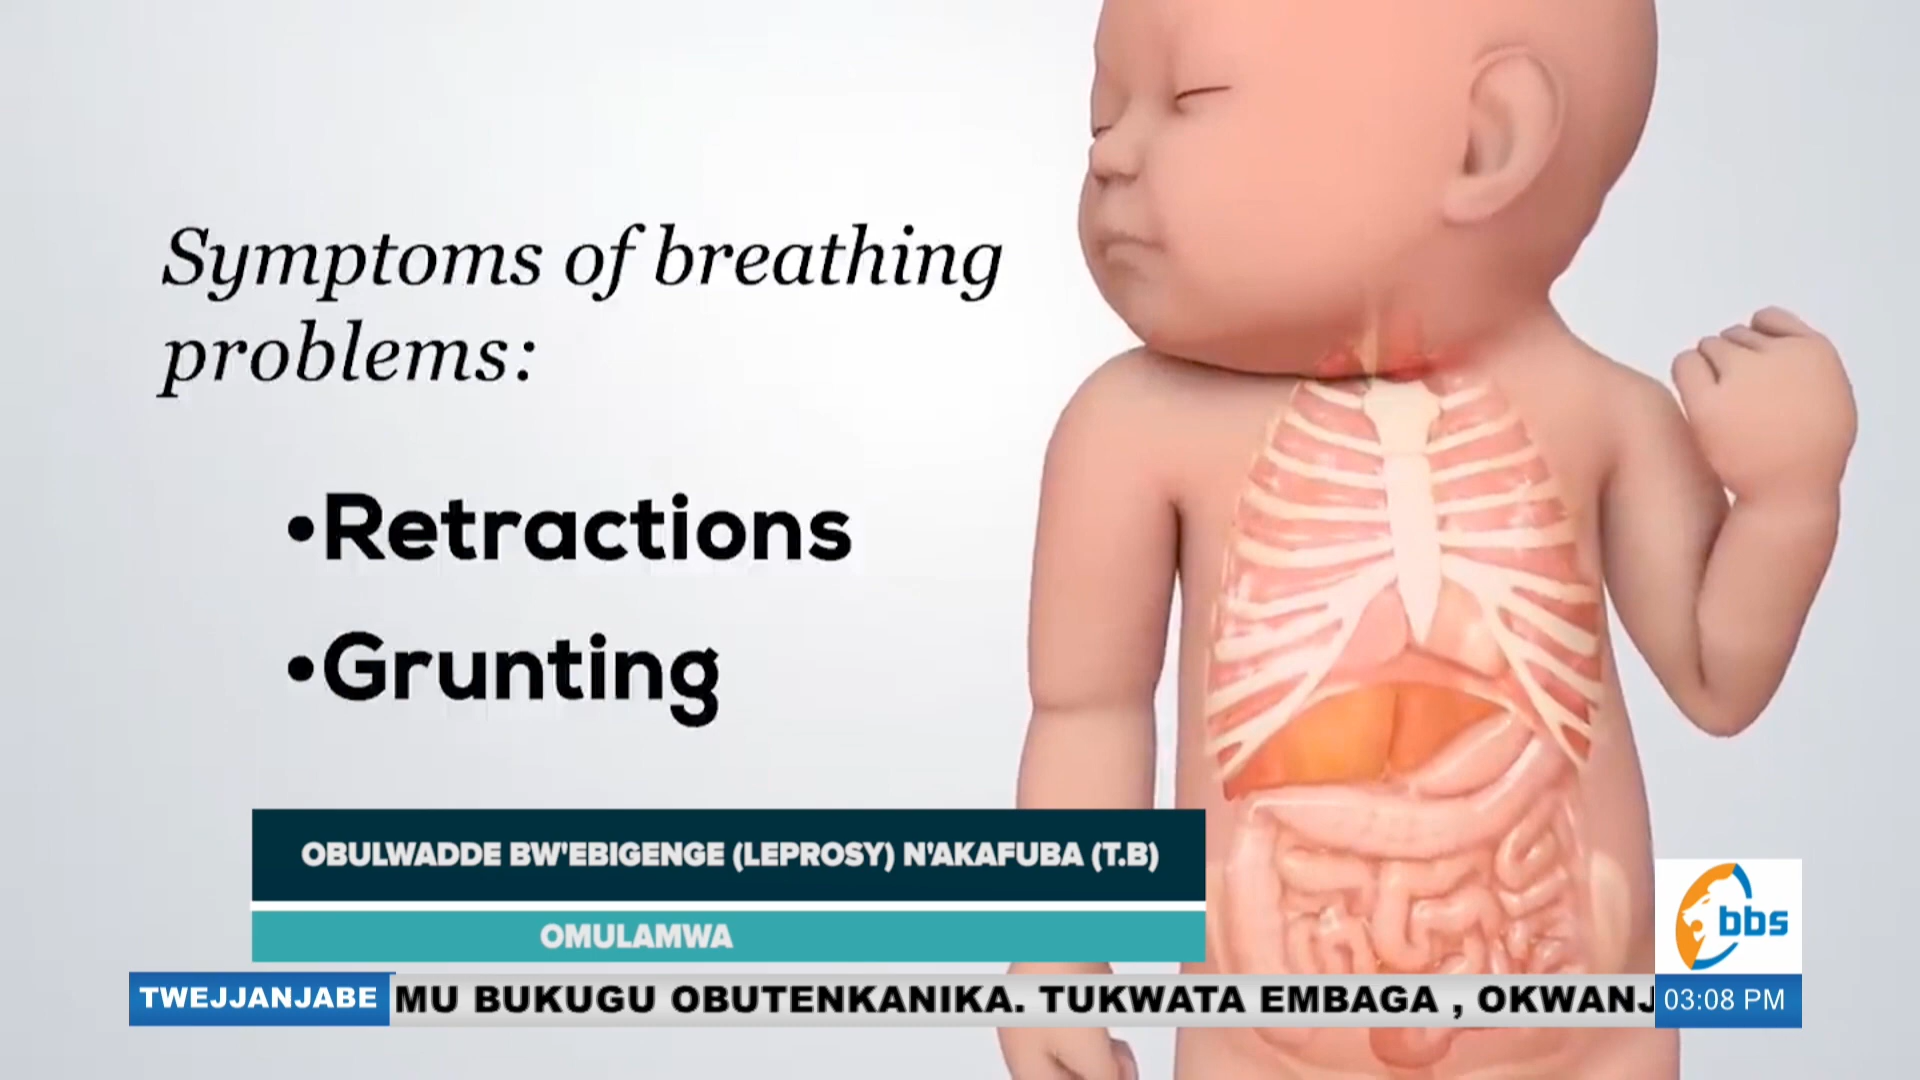 Symptoms of breathing
problems:
•Retractions
•Grunting
OBULWADDE BW'EBIGENGE (LEPROSY) N'AKAFUBA (T.B)
OMULAMWA
bbs
TWEJJANJABE
MU BUKUGU OBUTENKANIKA. TUKWATA EMBAGA , OKWANJ
03:08 PM